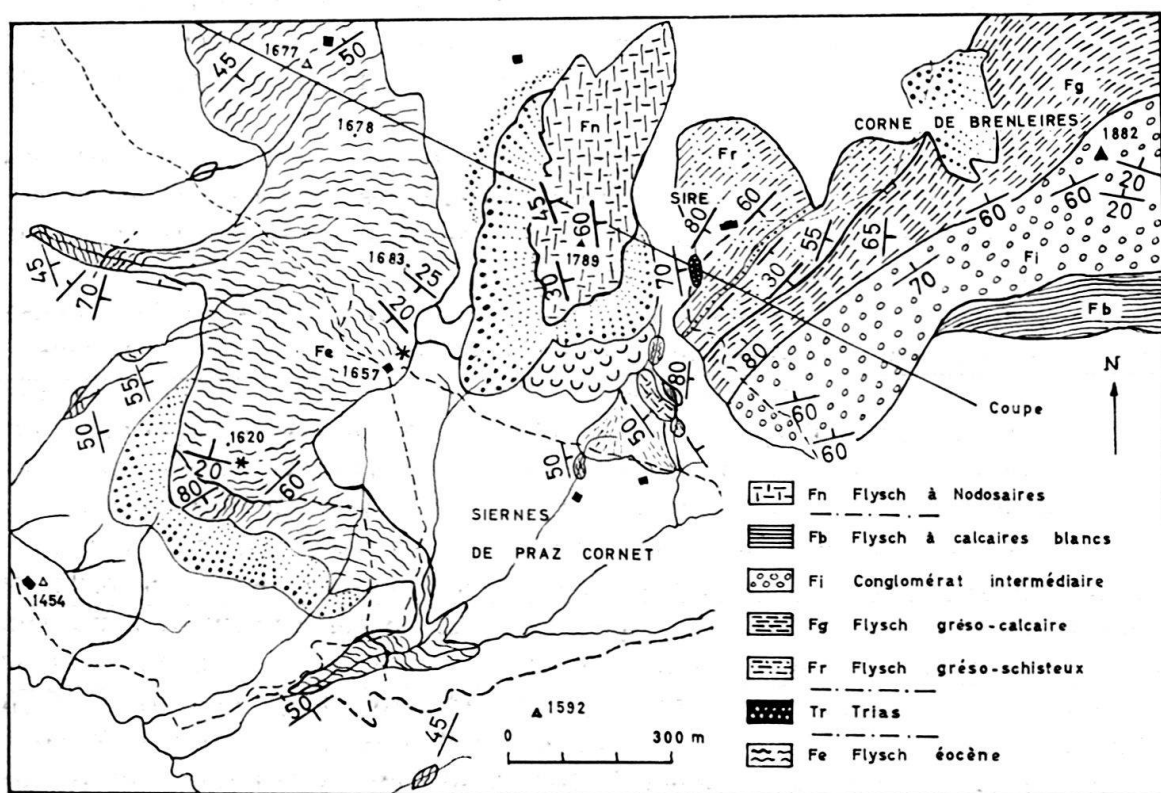 1677
50
45
1678
Fn
Fg
CORNE DE BRENLEIRES
1882
Fr
SIRE
80
60
20
20
45
60
1789
30
70
55
65
30
60
Fi
70
Fb
45
70
1683
25
20
Fe
1657
80
80
N
55
50
1620
20
80
60
50
50
60
60
Coupe
SIERNES
DE PRAZ CORNET
1454
50
45
1592
0 300 m
Fn Flysch à Nodosaires
Fb Flysch à calcaires blancs
Fi Conglomérat intermédiaire
Fg Flysch gréso-calcaire
Fr Flysch gréso-schisteux
Tr Trias
Fe Flysch éocène